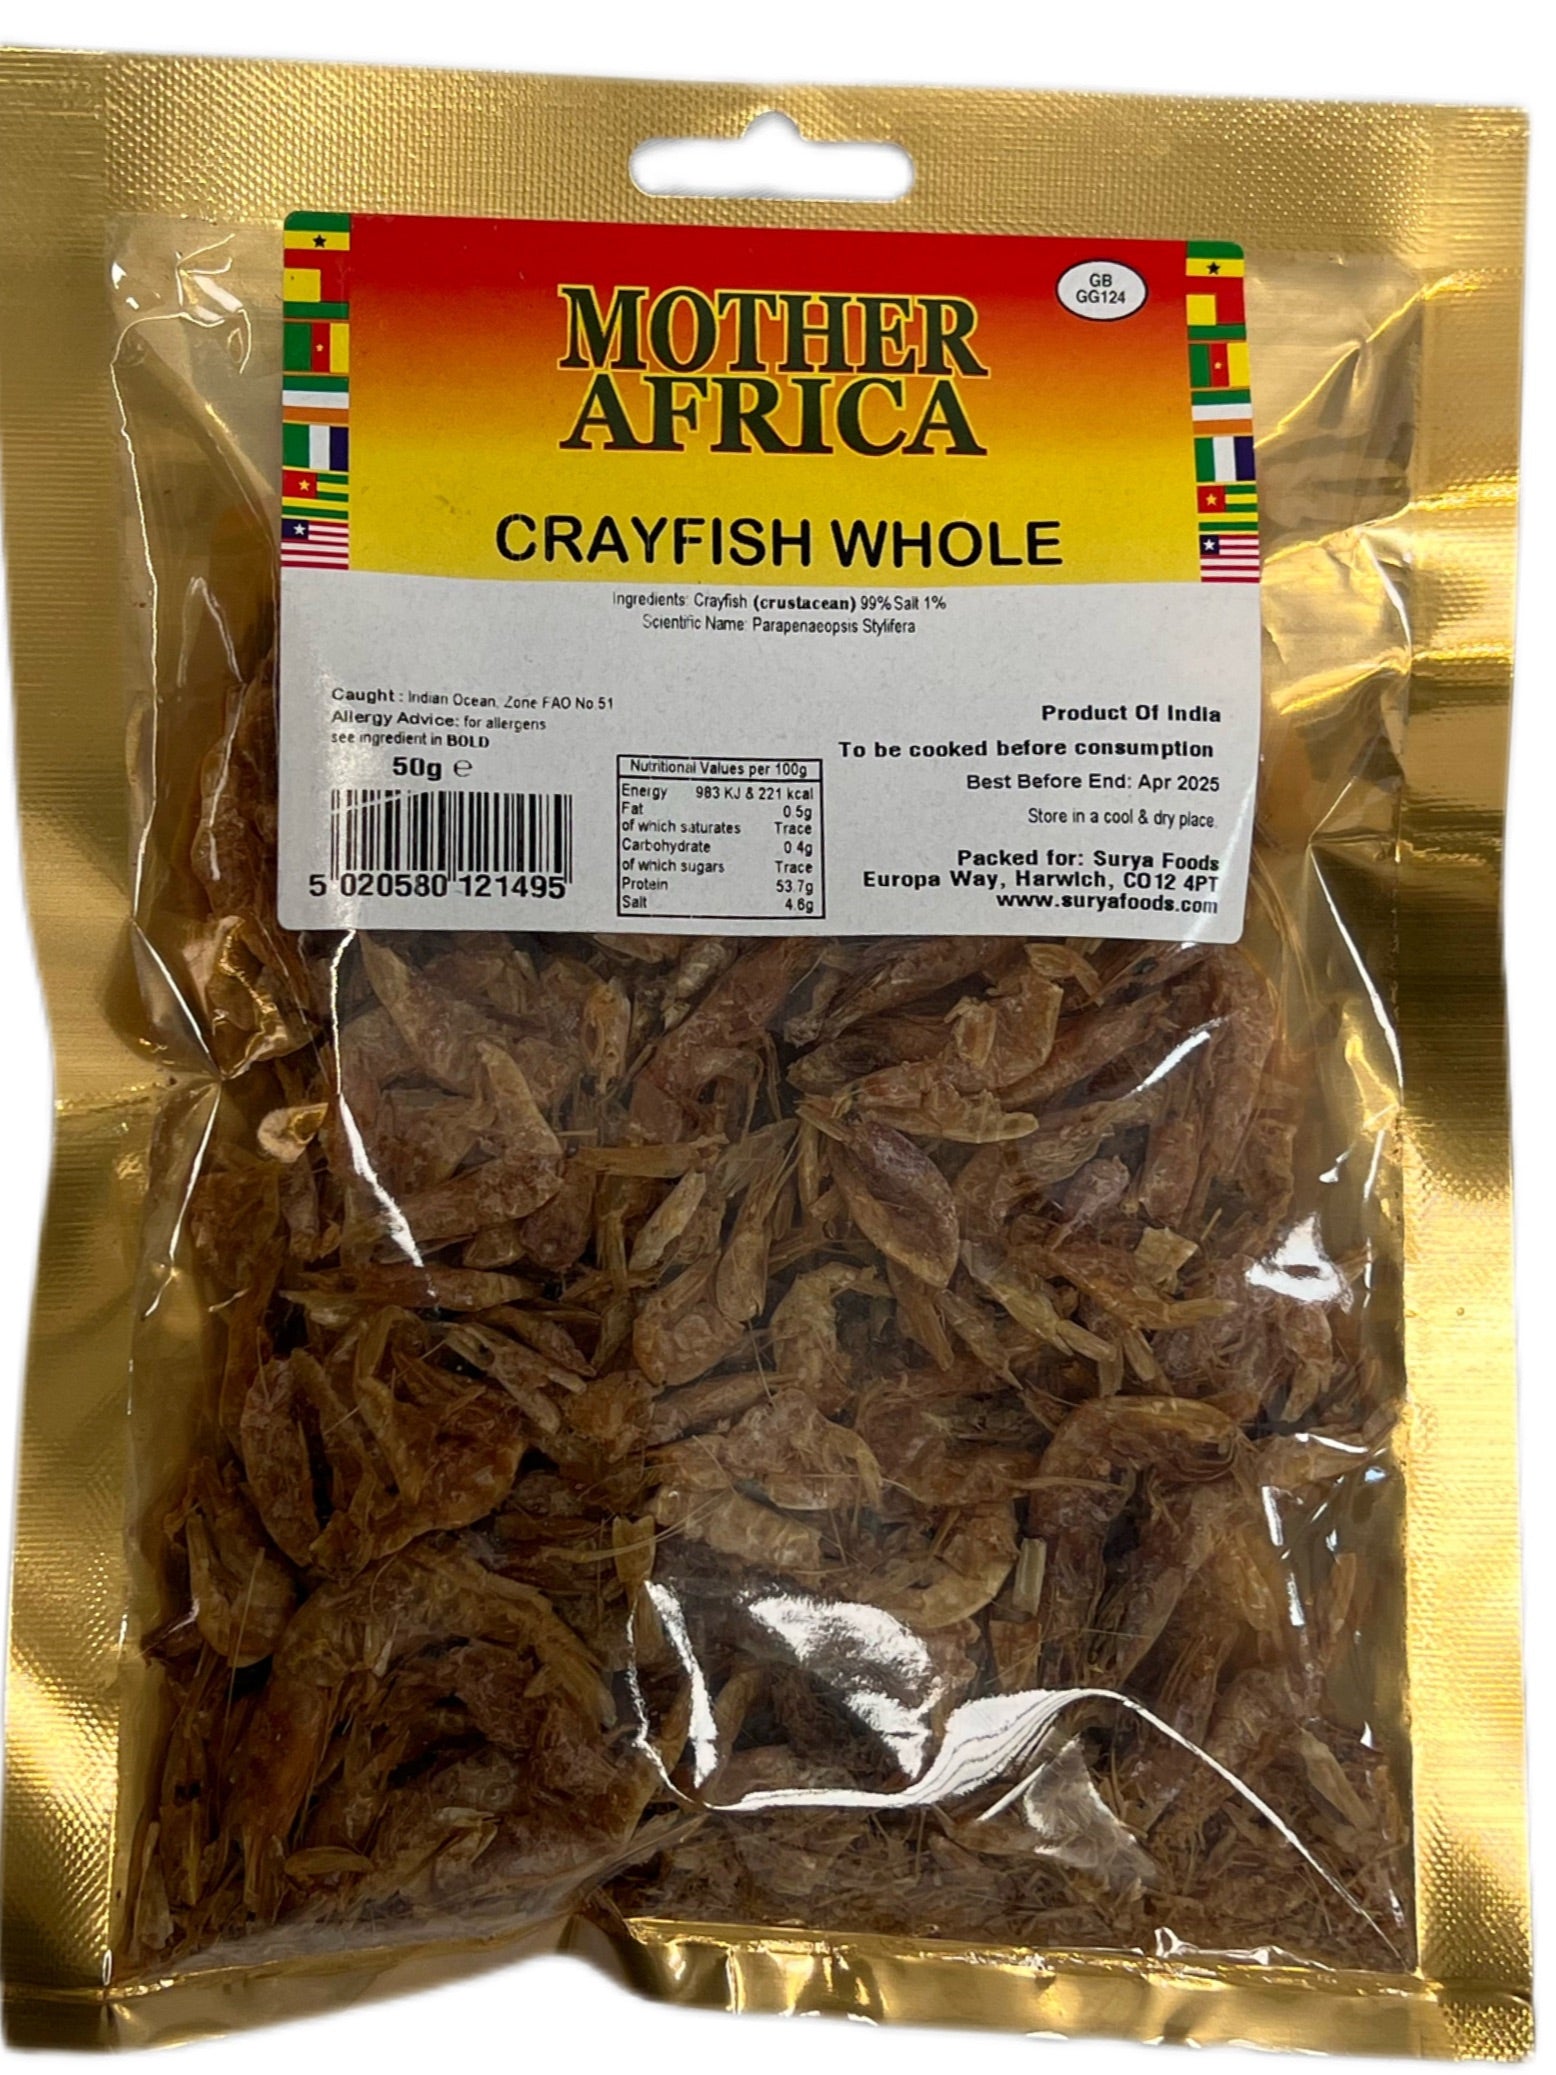 GB
GG124
MOTHER
AFRICA
CRAYFISH WHOLE
Ingredients: Crayfish (crustacean) 99% Salt 1%
Scientific Name: Parapenaeopsis Stylifera
Caught : Indian Ocean, Zone FAO No.51
Allergy Advice: for allergens
see ingredient in BOLD
50g ℮
5 020580 121495
Nutritional Values per 100g
Energy 983 KJ & 221 kcal
Fat 0.5g
of which saturates Trace
Carbohydrate 0.4g
of which sugars Trace
Protein 53.7g
Salt 4.6g
Product Of India
To be cooked before consumption
Best Before End: Apr 2025
Store in a cool & dry place.
Packed for: Surya Foods
Europa Way, Harwich, CO12 4PT
www.suryafoods.com